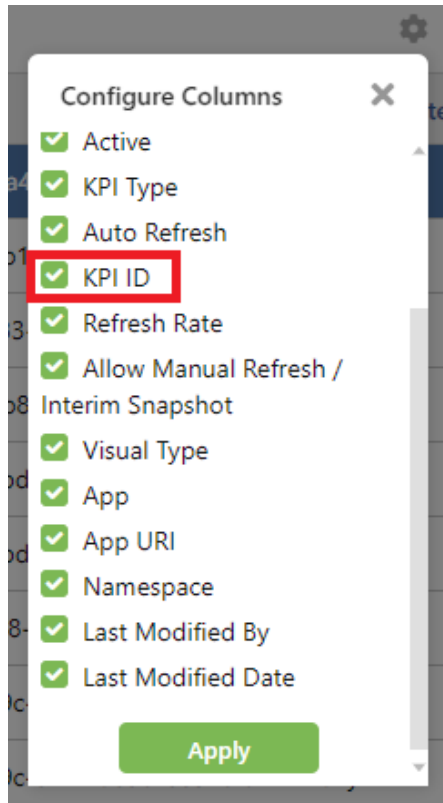 Configure Columns
Active
KPI Type
Auto Refresh
KPI ID
Refresh Rate
Allow Manual Refresh /
Interim Snapshot
Visual Type
App
App URI
Namespace
Last Modified By
Last Modified Date
Apply